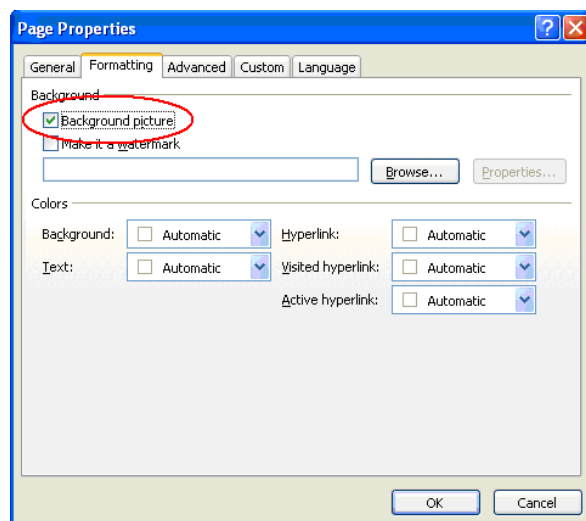 Page Properties
General Formatting Advanced Custom Language
Background
Background picture
Make it a watermark
Browse... Properties...
Colors
Background: Automatic Hyperlink: Automatic
Text: Automatic Visited hyperlink: Automatic
Active hyperlink: Automatic
OK Cancel